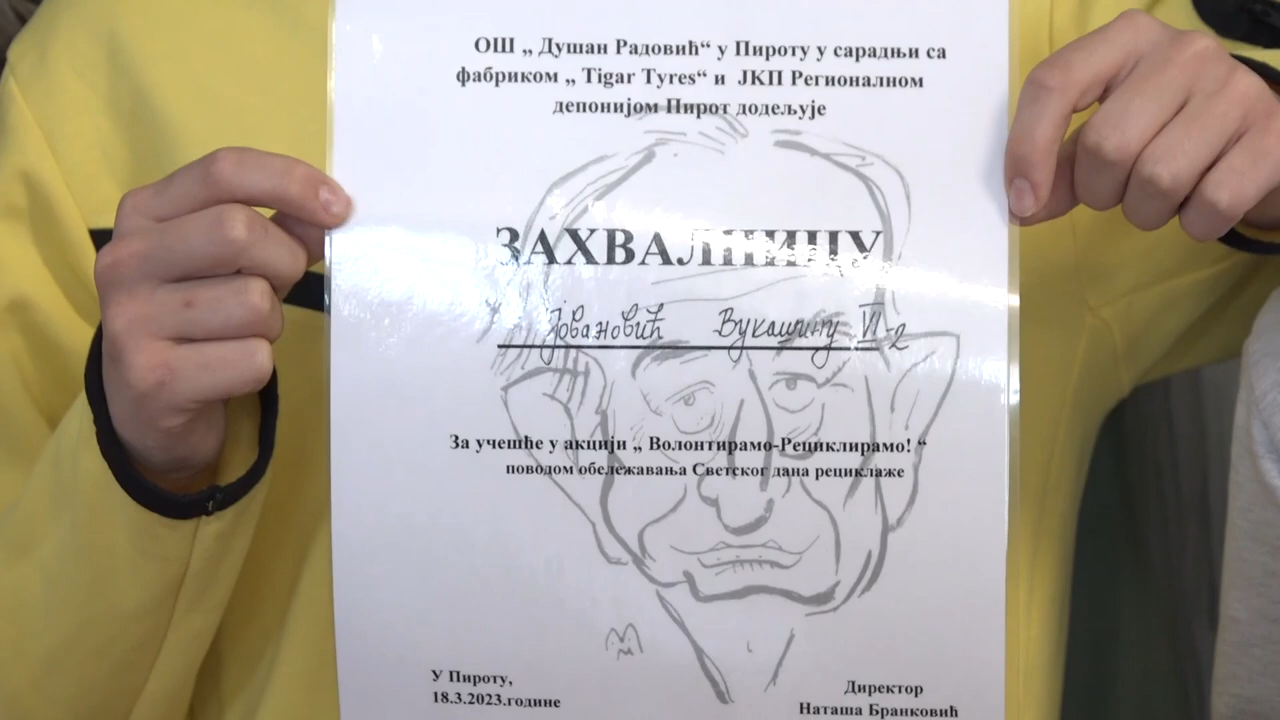 ОШ „ Душан Радовић“ у Пироту у сарадњи са
фабриком „ Tigar Tyres“ и ЈКП Регионалном
депонијом Пирот додељује
ЗАХВАЛНИЦУ
Јовановић Вукашину VI-2
За учешће у акцији „ Волонтирамо-Рециклирамо! “
поводом обележавања Светског дана рециклаже
У Пироту,
18.3.2023.године
Директор
Наташа Бранковић